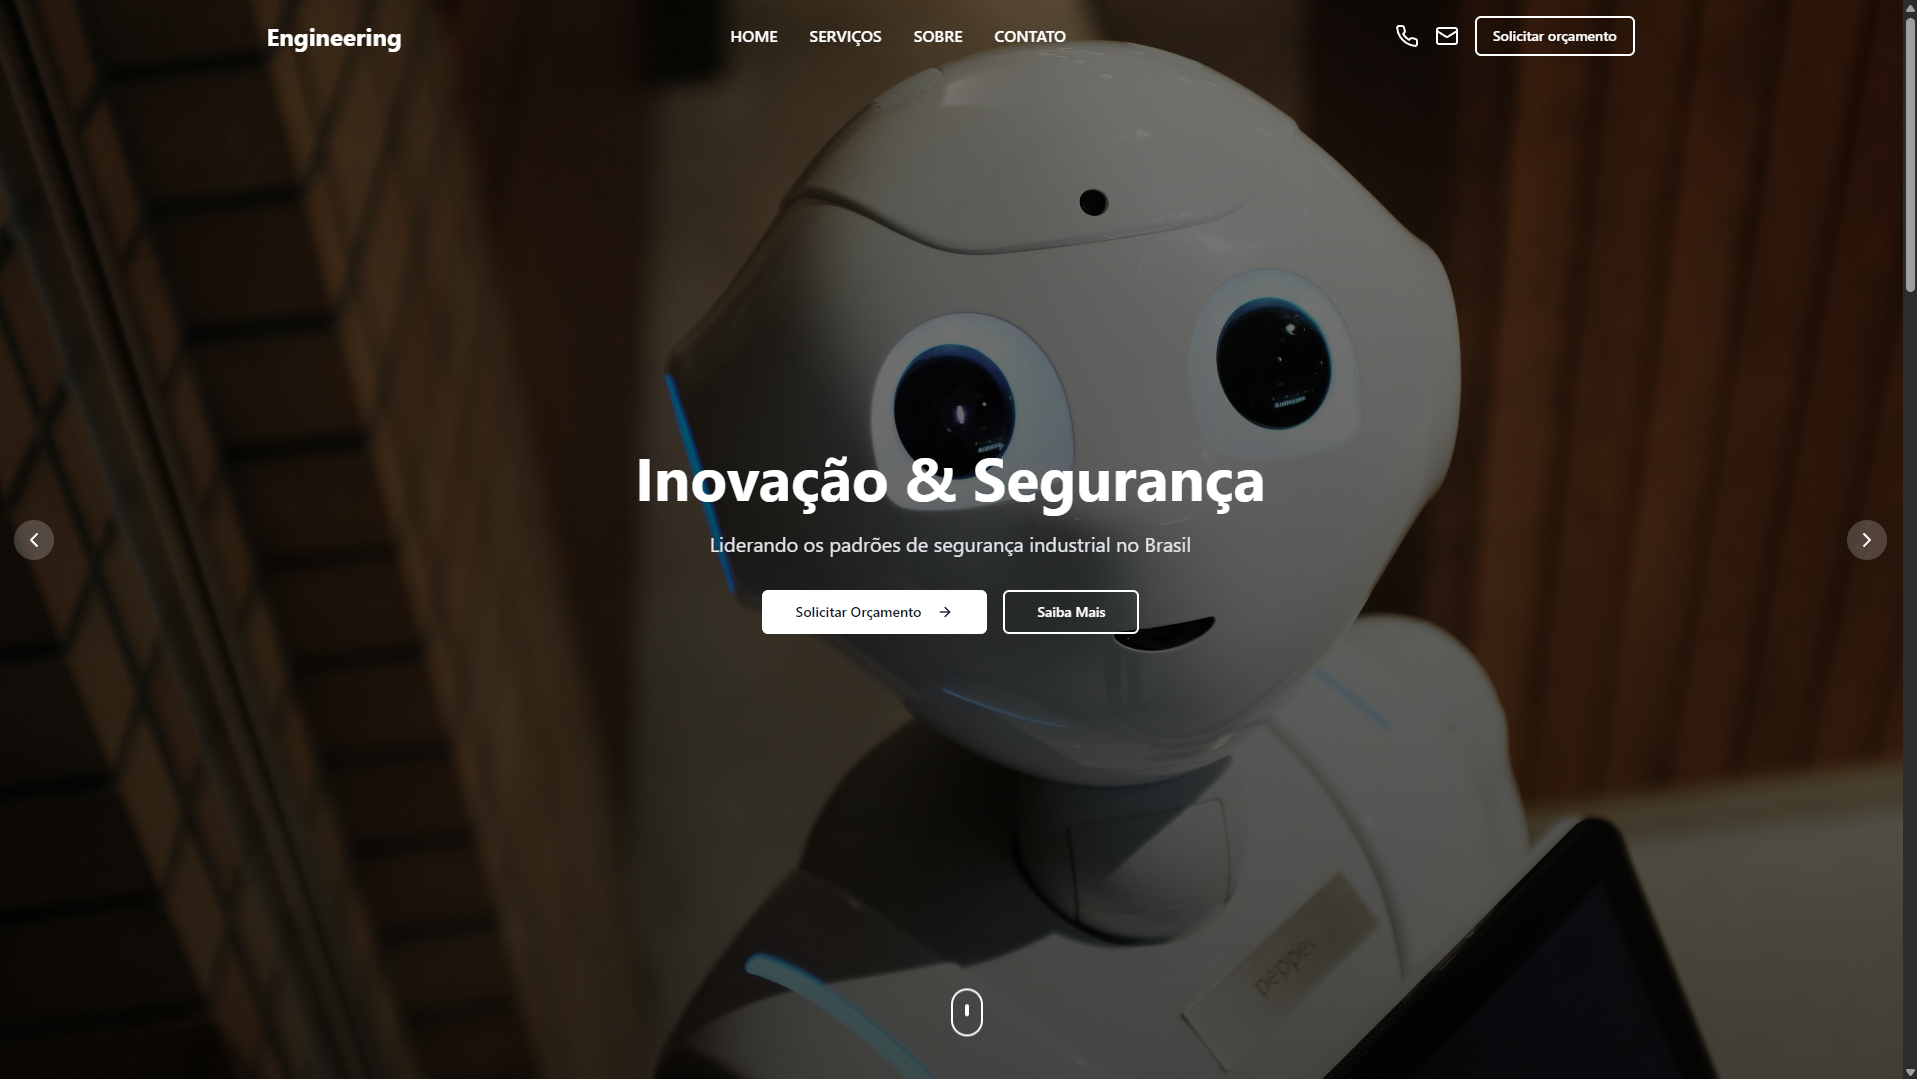 Engineering
HOME SERVIÇOS SOBRE CONTATO
Solicitar orçamento
Inovação & Segurança
Liderando os padrões de segurança industrial no Brasil
Solicitar Orçamento
Saiba Mais
pepper